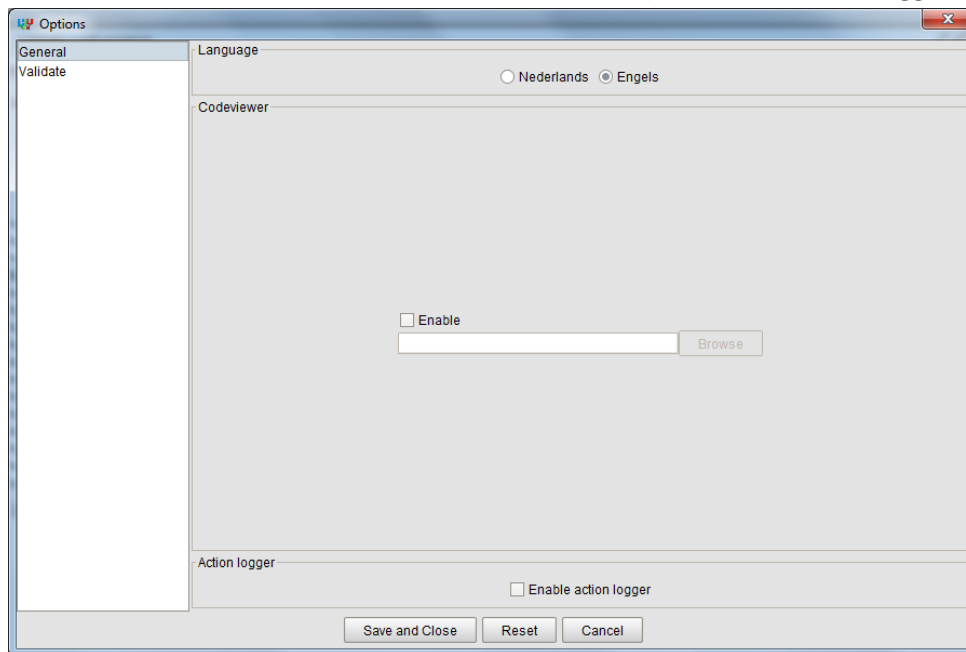 Options
General
Validate
Language
Nederlands Engels
Codeviewer
Enable
Browse
Action logger
Enable action logger
Save and Close Reset Cancel